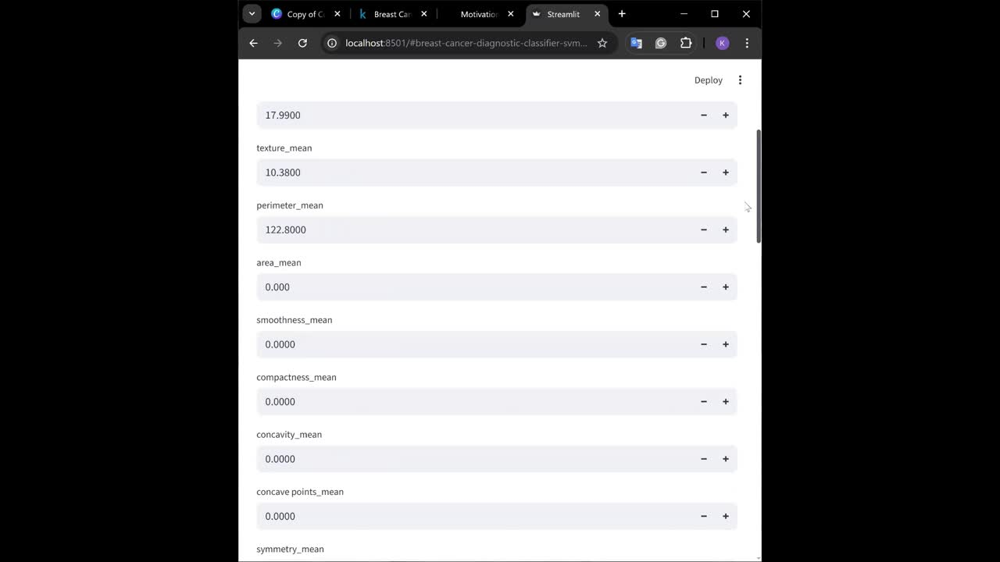 Copy of C
Breast Can
Motivation
Streamlit
localhost:8501/#breast-cancer-diagnostic-classifier-svm...
K
Deploy
17.9900
texture_mean
10.3800
perimeter_mean
122.8000
area_mean
0.000
smoothness_mean
0.0000
compactness_mean
0.0000
concavity_mean
0.0000
concave points_mean
0.0000
symmetry_mean